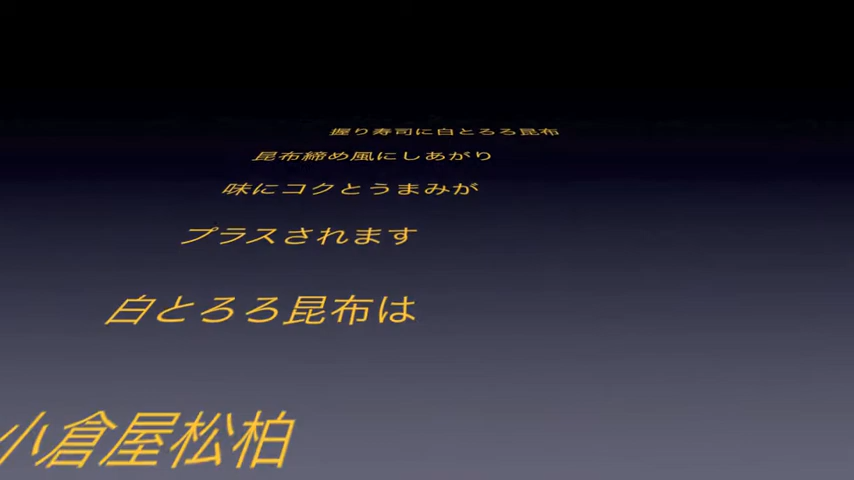 握り寿司に白とろろ昆布
昆布締め風にしあがり
味にコクとうまみが
プラスされます
白とろろ昆布は
小倉屋松柏